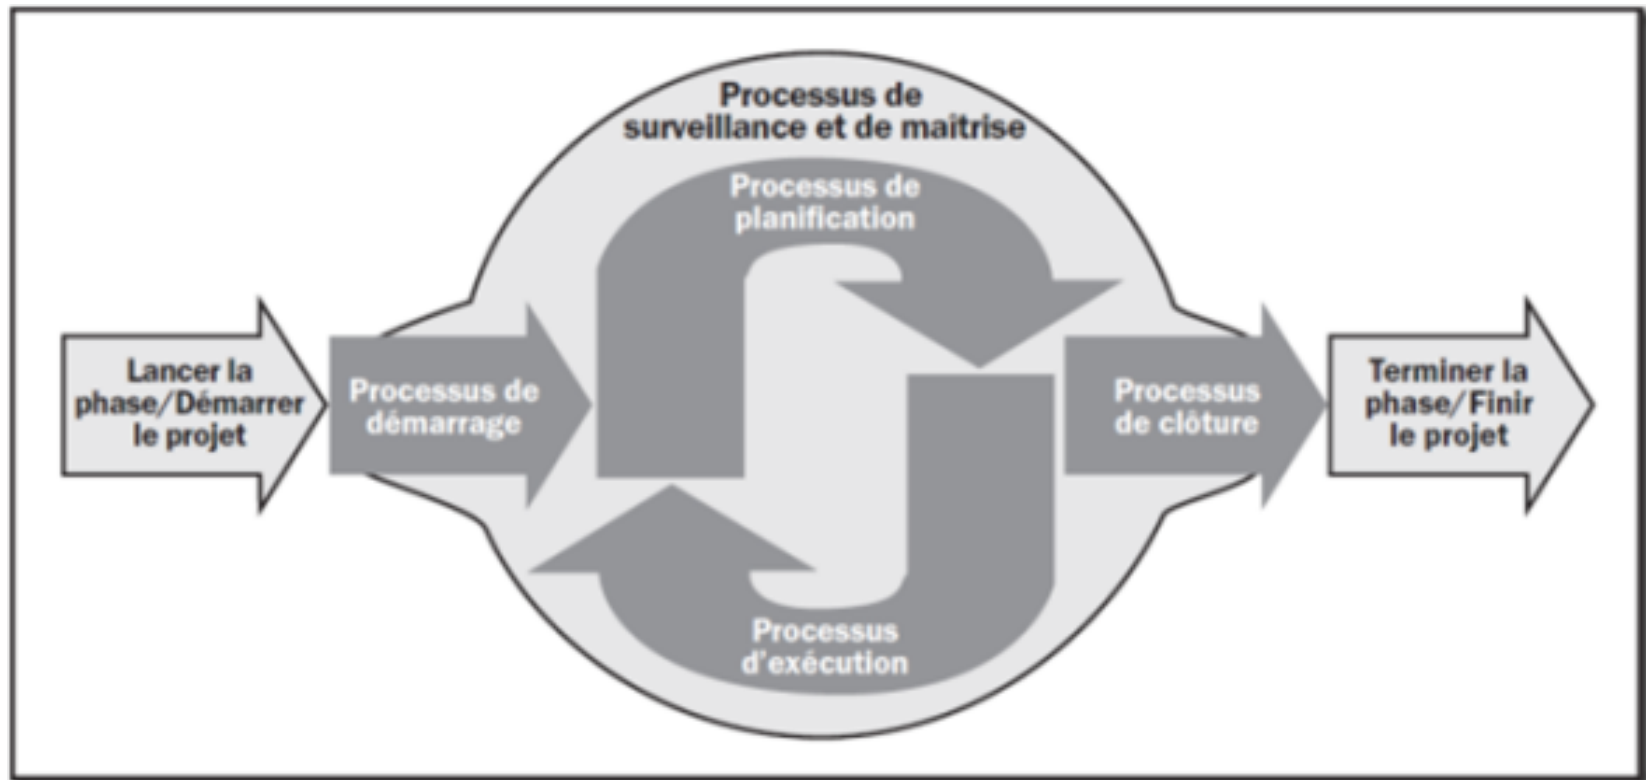 Processus de
surveillance et de maîtrise
Processus de
planification
Lancer la
phase/Démarrer
le projet
Processus de
démarrage
Processus
de clôture
Terminer la
phase/Finir
le projet
Processus
d'exécution